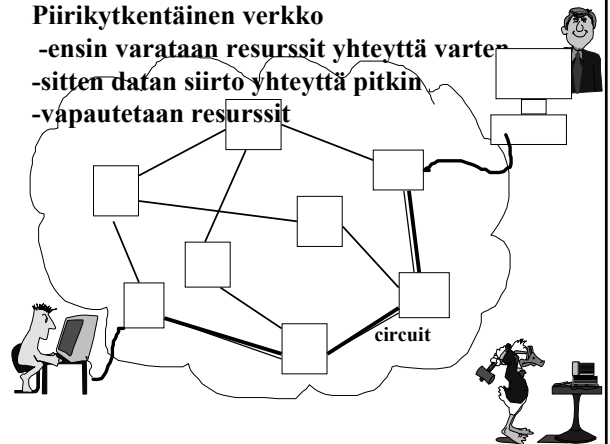 Piirikytkentäinen verkko
-ensin varataan resurssit yhteyttä varten
-sitten datan siirto yhteyttä pitkin
-vapautetaan resurssit
circuit